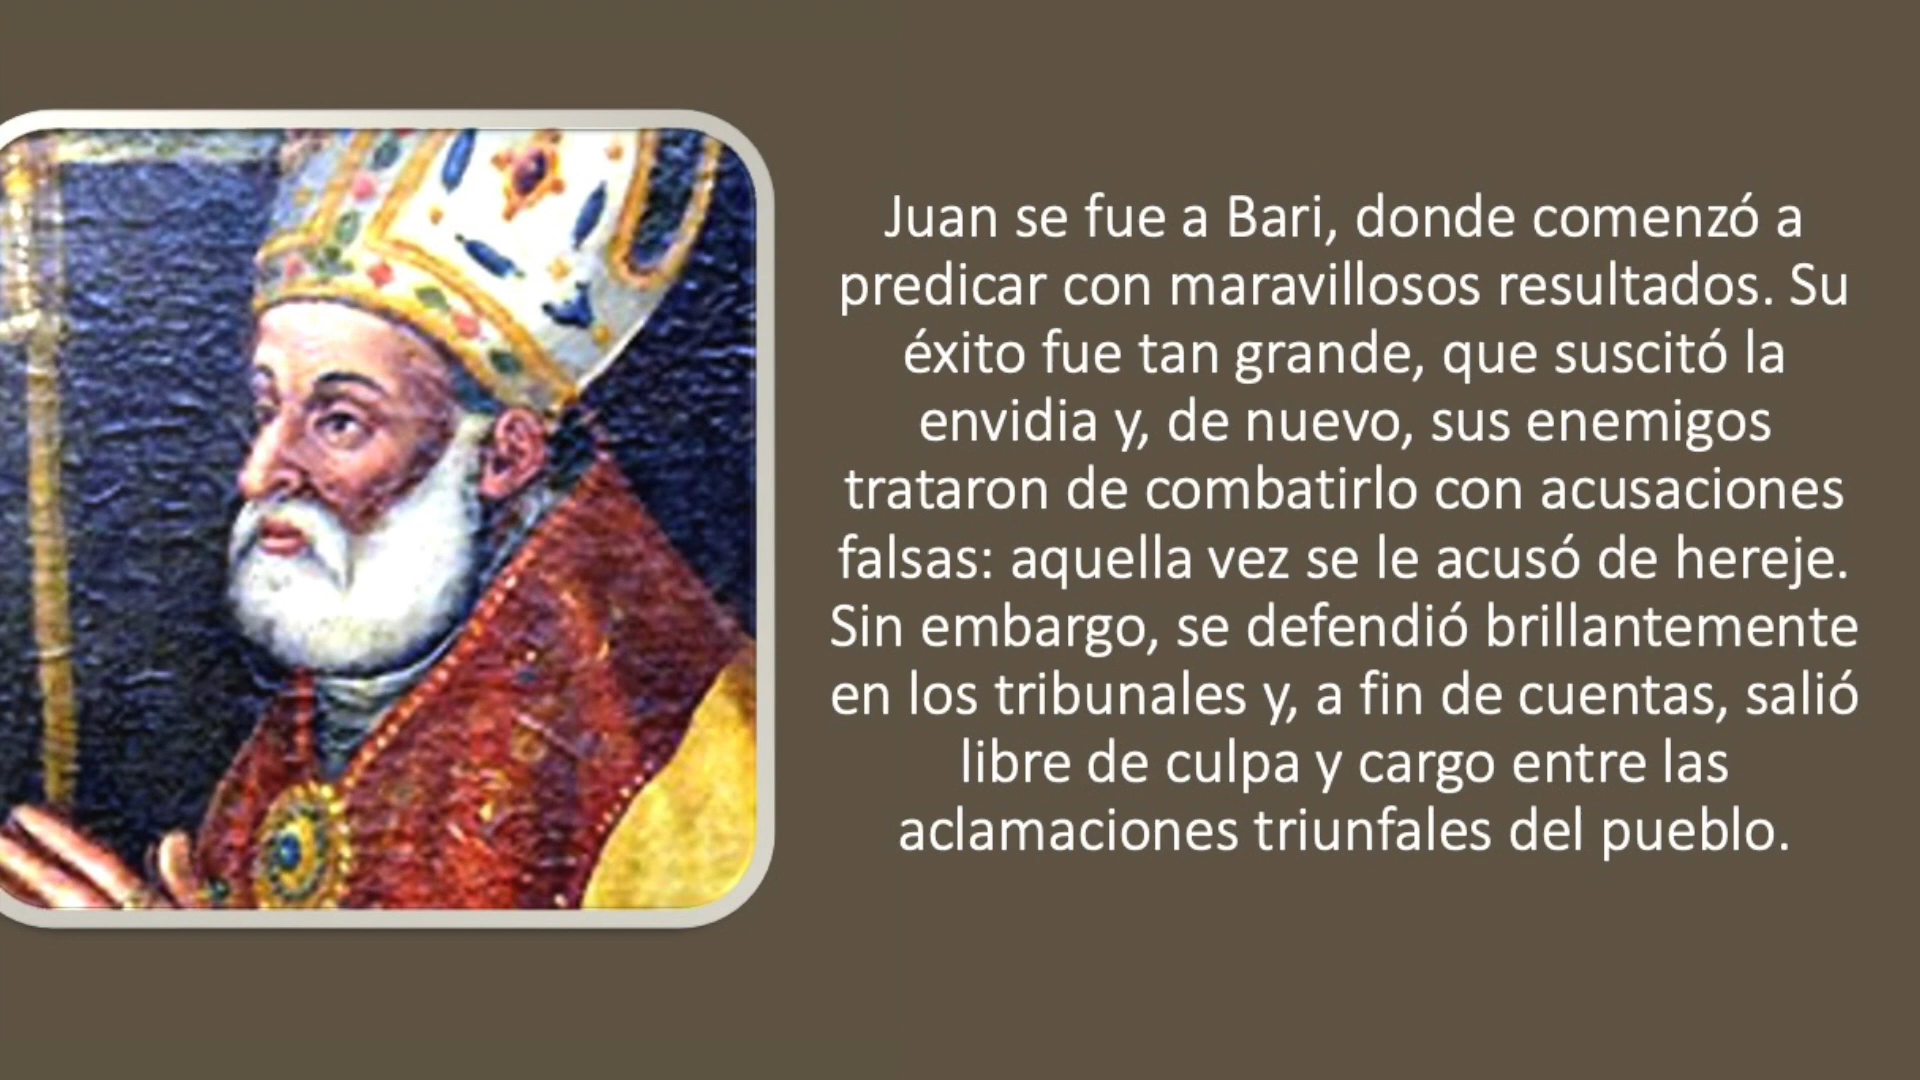 Juan se fue a Bari, donde comenzó a
predicar con maravillosos resultados. Su
éxito fue tan grande, que suscitó la
envidia y, de nuevo, sus enemigos
trataron de combatirlo con acusaciones
falsas: aquella vez se le acusó de hereje.
Sin embargo, se defendió brillantemente
en los tribunales y, a fin de cuentas, salió
libre de culpa y cargo entre las
aclamaciones triunfales del pueblo.